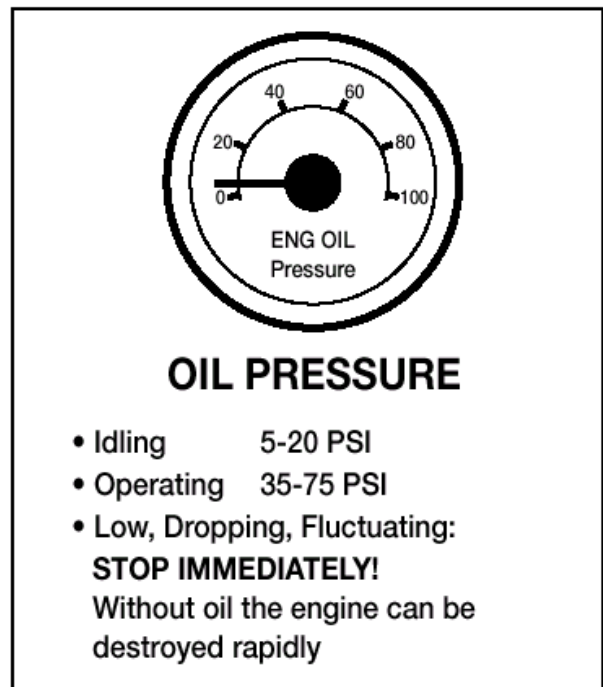 40 60
20 80
0 100
ENG OIL
Pressure
OIL PRESSURE
• Idling 5-20 PSI
• Operating 35-75 PSI
• Low, Dropping, Fluctuating:
STOP IMMEDIATELY!
Without oil the engine can be
destroyed rapidly